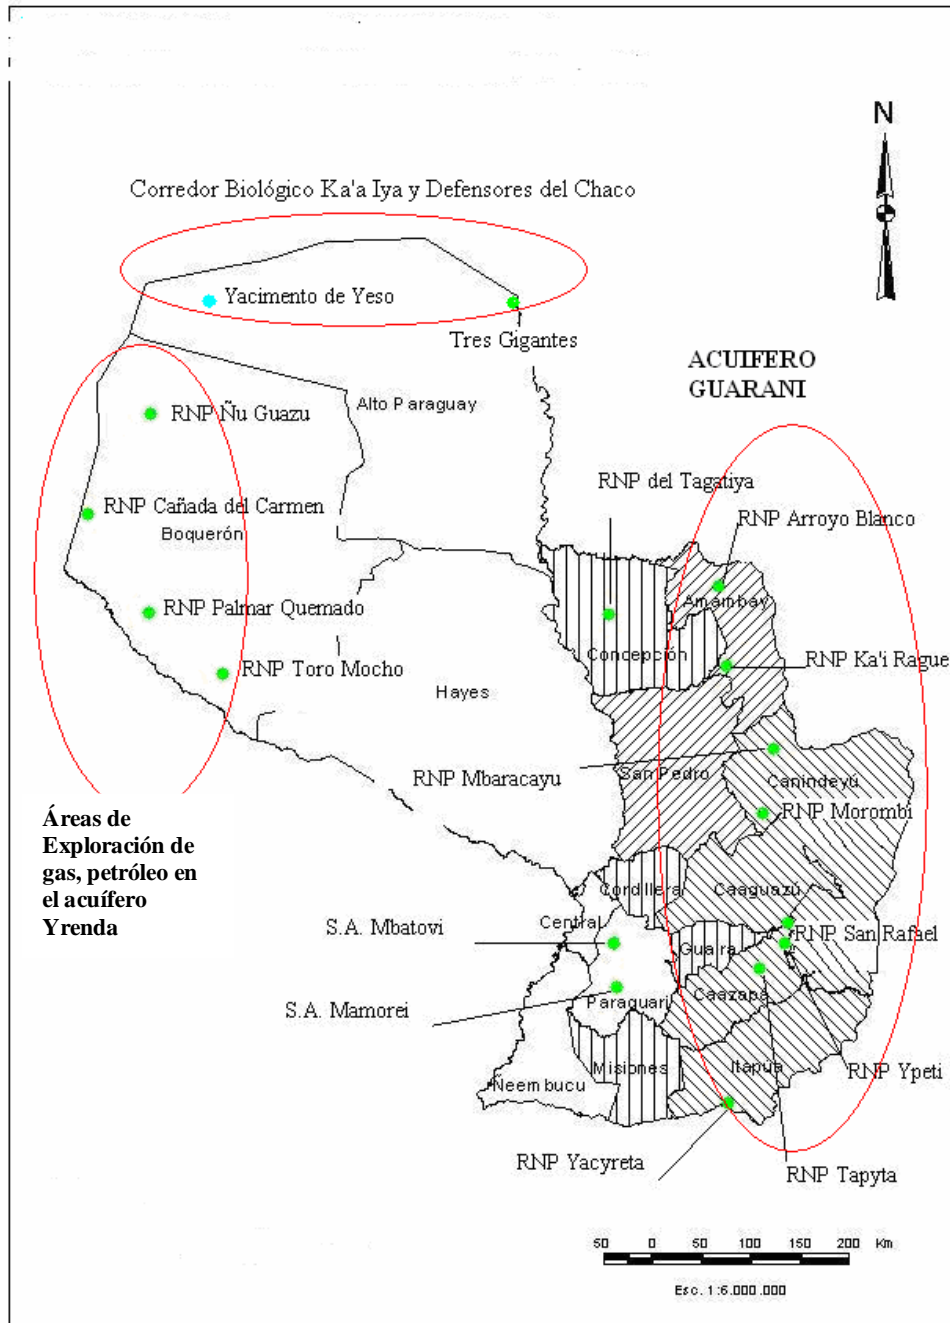 N
Corredor Biológico Ka'a Iya y Defensores del Chaco
Yacimento de Yeso
Tres Gigantes
ACUIFERO
GUARANI
Alto Paraguay
RNP Ñu Guazu
RNP del Tagatiya
RNP Cañada del Carmen
RNP Arroyo Blanco
Boquerón
RNP Palmar Quemado
Amambay
Concepción
RNP Ka'i Rague
RNP Toro Mocho
Hayes
RNP Mbaracayu
San Pedro
Canindeyú
RNP Morombi
Áreas de
Exploración de
gas, petróleo en
el acuífero
Yrenda
Cordillera
Caaguazú
Central
S.A. Mbatovi
RNP San Rafael
Guaira
Caazapá
Paraguari
S.A. Mamorei
Misiones
Itapúa
RNP Ypeti
Ñeembucu
RNP Yacyreta
RNP Tapyta
50 0 50 100 150 200 Km
Esc. 1:6.000.000